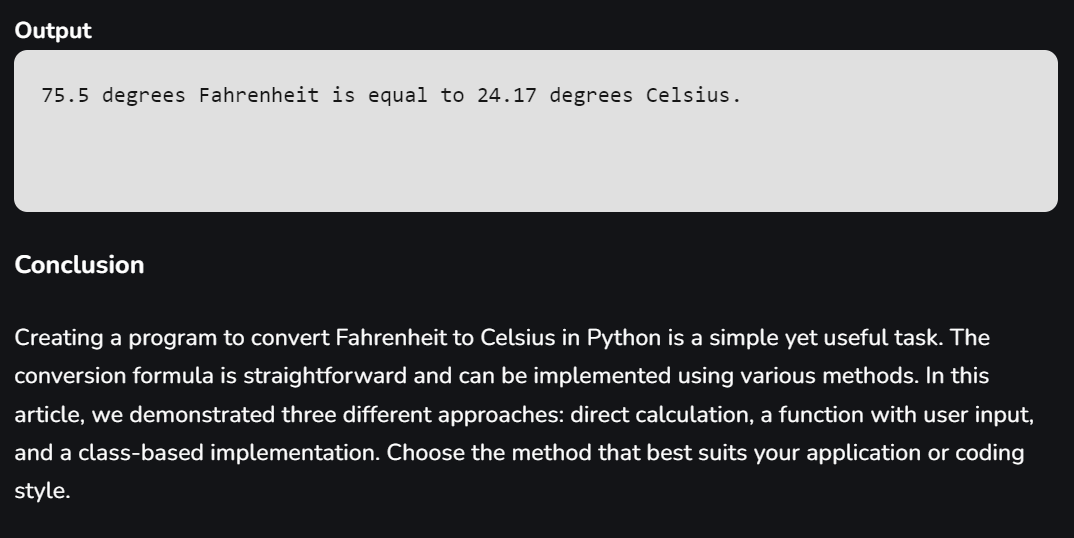 Output
75.5 degrees Fahrenheit is equal to 24.17 degrees Celsius.
Conclusion
Creating a program to convert Fahrenheit to Celsius in Python is a simple yet useful task. The
conversion formula is straightforward and can be implemented using various methods. In this
article, we demonstrated three different approaches: direct calculation, a function with user input,
and a class-based implementation. Choose the method that best suits your application or coding
style.